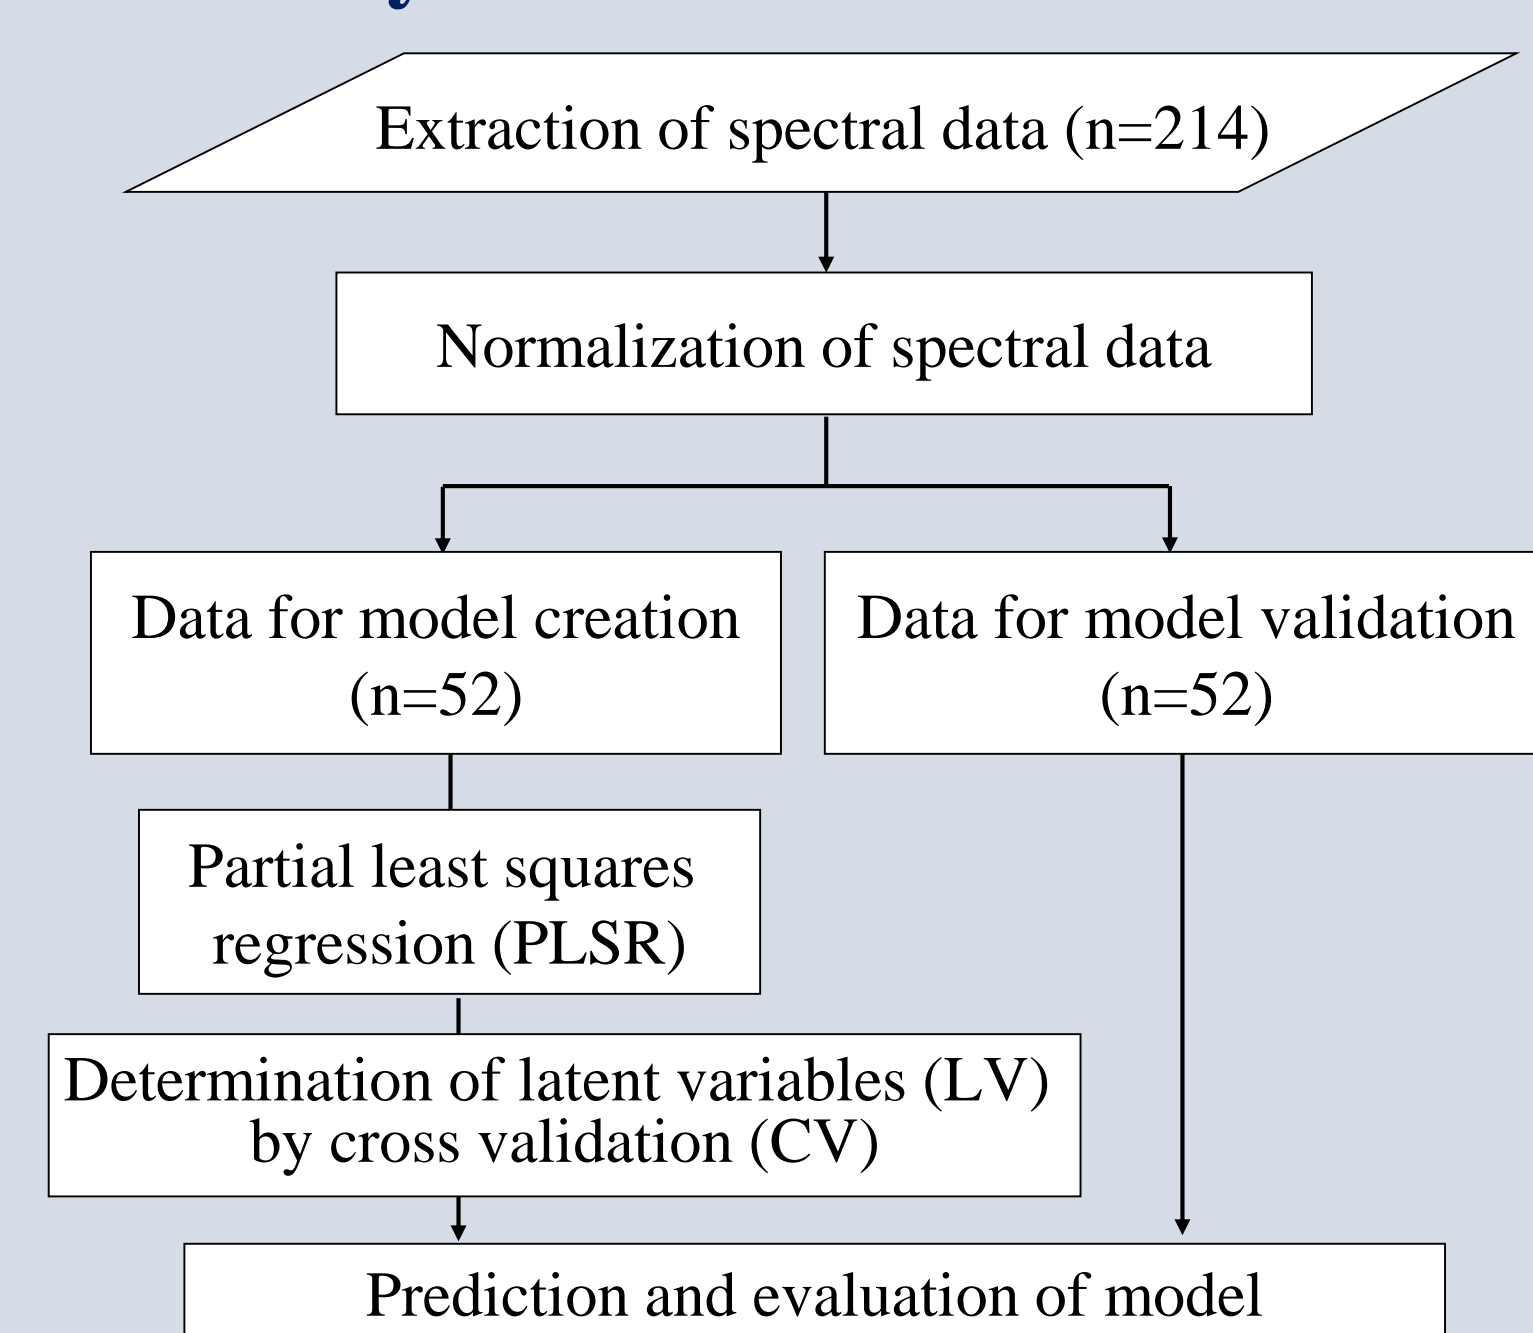 Extraction of spectral data (n=214)
Normalization of spectral data
Data for model creation
(n=52)
Data for model validation
(n=52)
Partial least squares
regression (PLSR)
Determination of latent variables (LV)
by cross validation (CV)
Prediction and evaluation of model